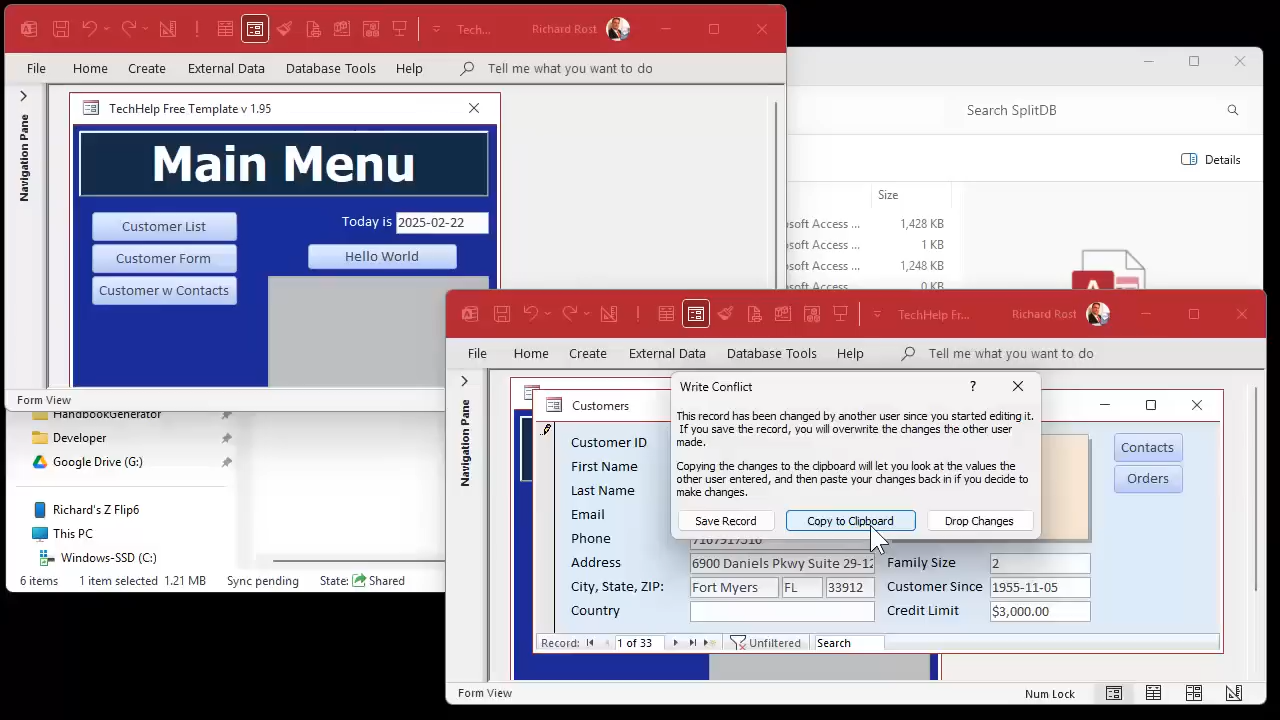 Tech...
Richard Rost
File
Home
Create
External Data
Database Tools
Help
Tell me what you want to do
Navigation Pane
TechHelp Free Template v 1.95
Main Menu
Customer List
Today is
2025-02-22
Customer Form
Hello World
Customer w Contacts
Form View
Search SplitDB
Details
Size
osoft Access ...
1,428 KB
osoft Access ...
1 KB
osoft Access ...
1,248 KB
0 KB
HandbookGenerator
Developer
Google Drive (G:)
Richard's Z Flip6
This PC
Windows-SSD (C:)
6 items
1 item selected
1.21 MB
Sync pending
State:
Shared
TechHelp Fr...
Richard Rost
File
Home
Create
External Data
Database Tools
Help
Tell me what you want to do
Navigation Pane
Customers
Write Conflict
?
This record has been changed by another user since you started editing it.
If you save the record, you will overwrite the changes the other user
made.
Copying the changes to the clipboard will let you look at the values the
other user entered, and then paste your changes back in if you decide to
make changes.
Save Record
Copy to Clipboard
Drop Changes
Contacts
Orders
Customer ID
First Name
Last Name
Email
Phone
7167917316
Address
6900 Daniels Pkwy Suite 29-12
Family Size
2
City, State, ZIP:
Fort Myers
FL
33912
Customer Since
1955-11-05
Country
Credit Limit
$3,000.00
Record:
1 of 33
Unfiltered
Search
Form View
Num Lock